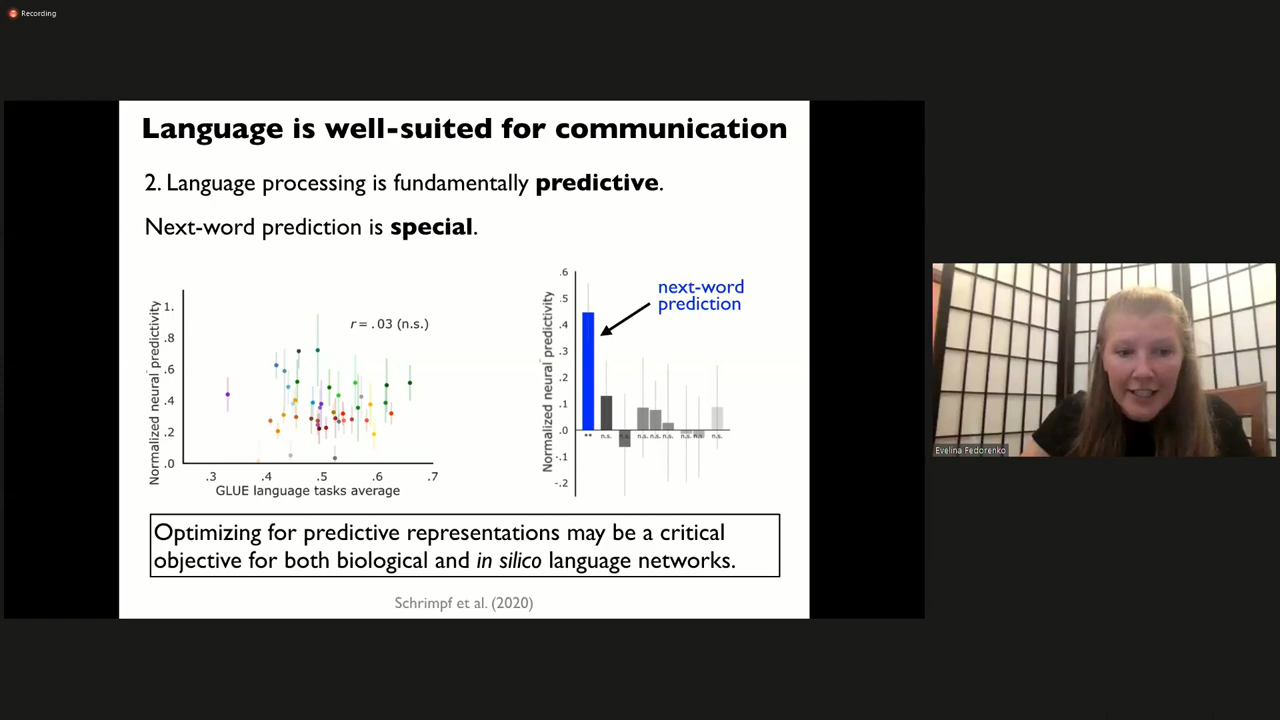 Recording
Language is well-suited for communication
2. Language processing is fundamentally predictive.
Next-word prediction is special.
Normalized neural predictivity
1.
.8
.6
.4
.2
.0
r = .03 (n.s.)
.3 .4 .5 .6 .7
GLUE language tasks average
Normalized neural predictivity
.6
.5
.4
.3
.2
.1
.0
-.1
-.2
next-word
prediction
** n.s. n.s. n.s. n.s. n.s. n.s. n.s. n.s.
Optimizing for predictive representations may be a critical
objective for both biological and in silico language networks.
Schrimpf et al. (2020)
Evelina Fedorenko